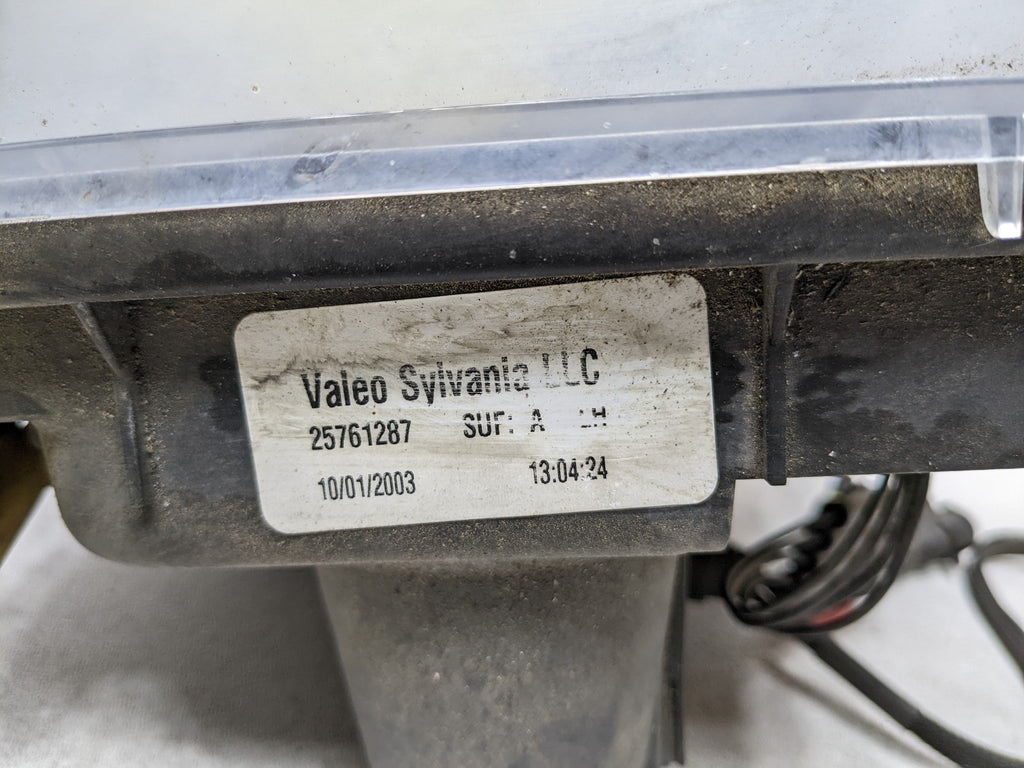 Valeo Sylvania LLC
25761287 SUF: A LH
10/01/2003 13:04:24